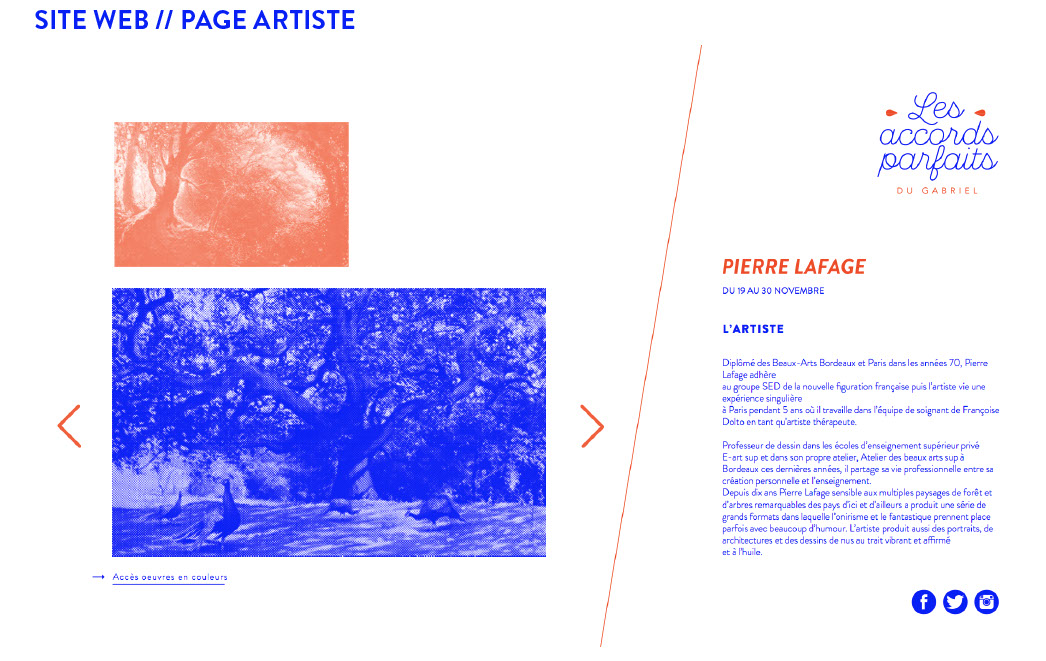 SITE WEB // PAGE ARTISTE
Les
accords
parfaits
DU GABRIEL
PIERRE LAFAGE
DU 19 AU 30 NOVEMBRE
L'ARTISTE
Diplômé des Beaux-Arts Bordeaux et Paris dans les années 70, Pierre
Lafage adhère
au groupe SED de la nouvelle figuration française puis l'artiste vie une
expérience singulière
à Paris pendant 5 ans où il travaille dans l'équipe de soignant de Françoise
Dolto en tant qu'artiste thérapeute.
Professeur de dessin dans les écoles d'enseignement supérieur privé
E-art sup et dans son propre atelier, Atelier des beaux arts sup à
Bordeaux ces dernières années, il partage sa vie professionnelle entre sa
création personnelle et l'enseignement.
Depuis dix ans Pierre Lafage sensible aux multiples paysages de forêt et
d'arbres remarquables des pays d'ici et d'ailleurs a produit une série de
grands formats dans laquelle l'onirisme et le fantastique prennent place
parfois avec beaucoup d'humour. L'artiste produit aussi des portraits, de
architectures et des dessins de nus au trait vibrant et affirmé
et à l'huile.
Accès oeuvres en couleurs